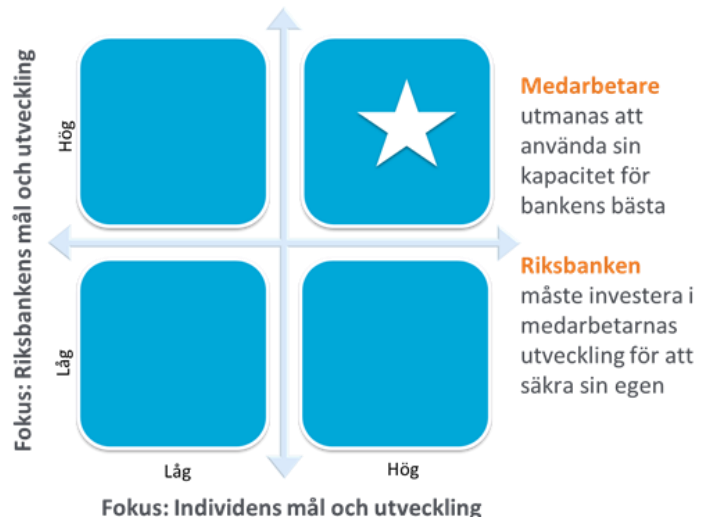 Fokus: Riksbankens mål och utveckling
Hög
Låg
Låg
Hög
Fokus: Individens mål och utveckling
Medarbetare
utmanas att
använda sin
kapacitet för
bankens bästa
Riksbanken
måste investera i
medarbetarnas
utveckling för att
säkra sin egen